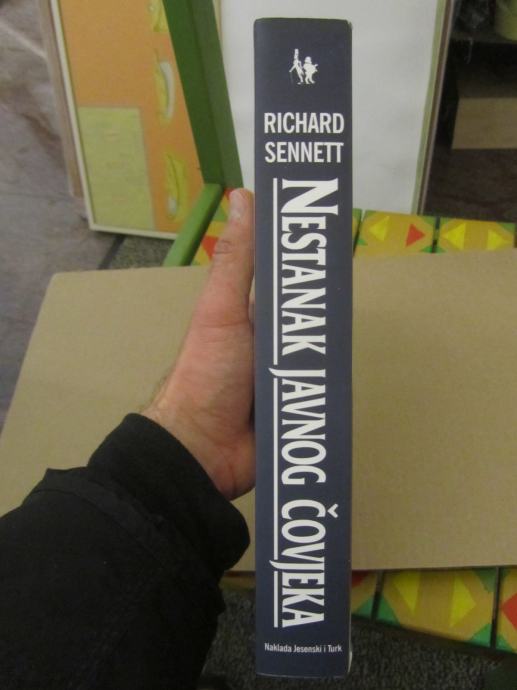 RICHARD
SENNETT
NESTANAK JAVNOG ČOVJEKA
Naklada Jesenski i Turk